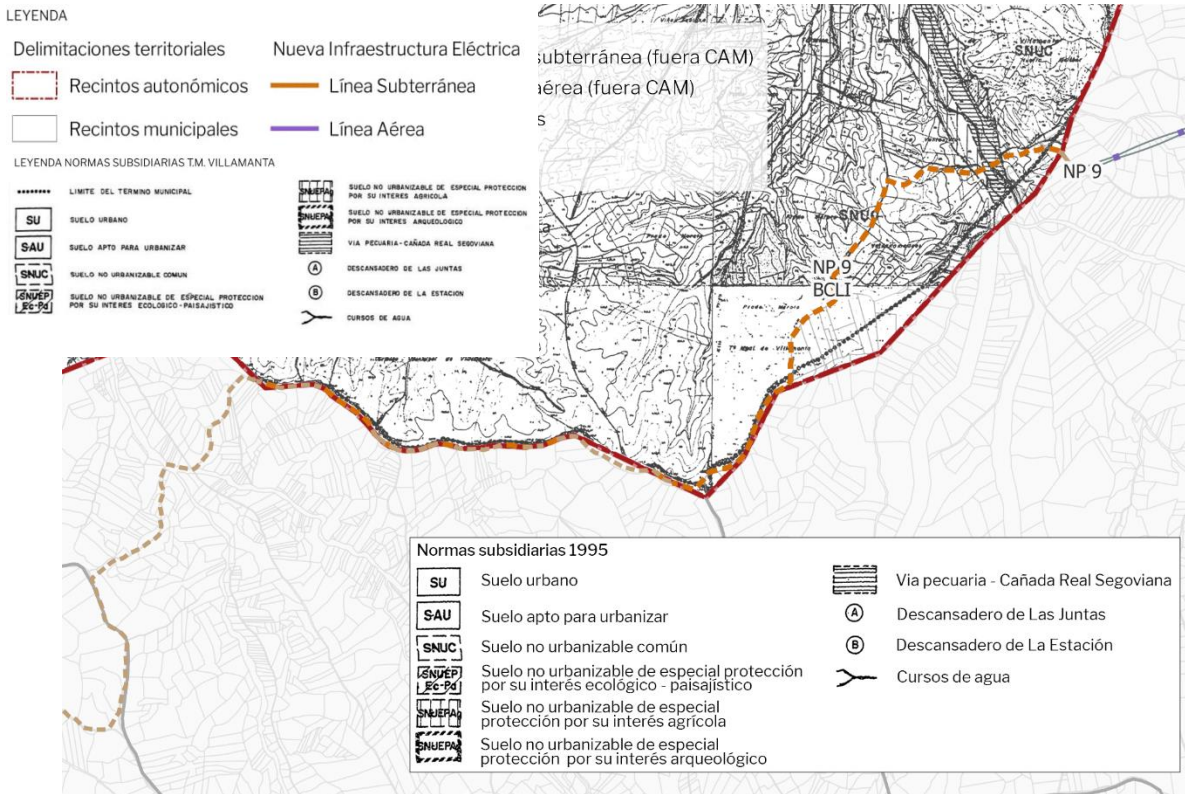 LEYENDA
Delimitaciones territoriales
Recintos autonómicos
Recintos municipales
Nueva Infraestructura Eléctrica
Línea Subterránea
Línea Aérea
subterránea (fuera CAM)
aérea (fuera CAM)
s
LEYENDA NORMAS SUBSIDIARIAS T.M. VILLAMANTA
LIMITE DEL TERMINO MUNICIPAL
SU SUELO URBANO
SAU SUELO APTO PARA URBANIZAR
SNUC SUELO NO URBANIZABLE COMUN
SNUEP Ec-Pa SUELO NO URBANIZABLE DE ESPECIAL PROTECCION
POR SU INTERES ECOLOGICO-PAISAJISTICO
SNUEPAg SUELO NO URBANIZABLE DE ESPECIAL PROTECCION
POR SU INTERES AGRICOLA
SUELO NO URBANIZABLE DE ESPECIAL PROTECCION
POR SU INTERES ARQUEOLOGICO
VIA PECUARIA-CAÑADA REAL SEGOVIANA
A DESCANSADERO DE LAS JUNTAS
B DESCANSADERO DE LA ESTACION
CURSOS DE AGUA
SNUC
NP 9
SNUC
NP 9
BCLI
Normas subsidiarias 1995
SU Suelo urbano
SAU Suelo apto para urbanizar
SNUC Suelo no urbanizable común
SNUEP Ec-Pa Suelo no urbanizable de especial protección
por su interés ecológico - paisajístico
SNUEPAg Suelo no urbanizable de especial
protección por su interés agrícola
Suelo no urbanizable de especial
protección por su interés arqueológico
Via pecuaria - Cañada Real Segoviana
A Descansadero de Las Juntas
B Descansadero de La Estación
Cursos de agua